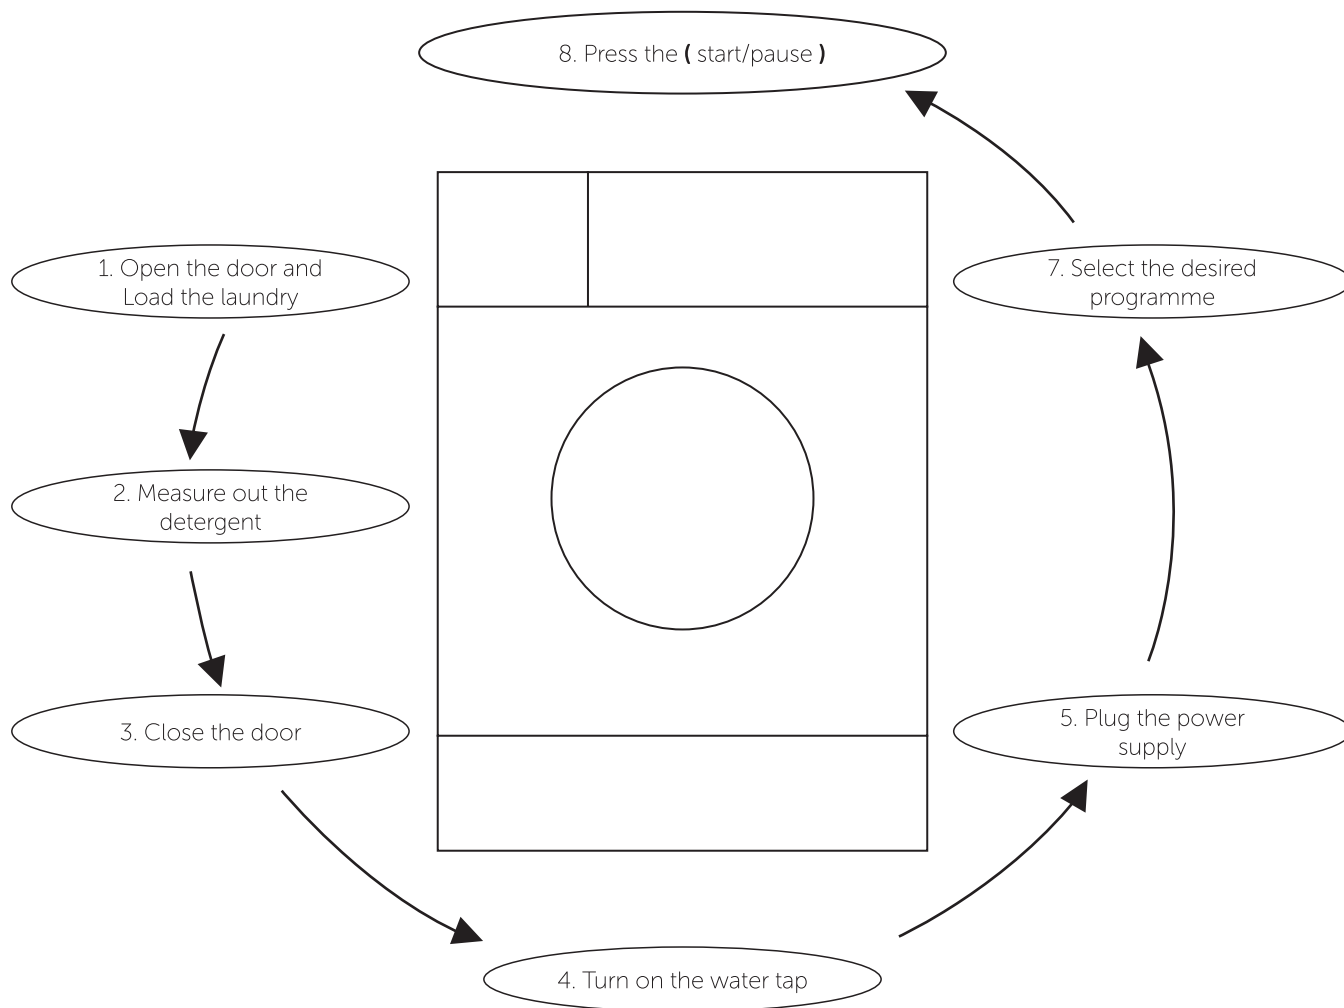 8. Press the ( start/pause )
1. Open the door and
Load the laundry
7. Select the desired
programme
2. Measure out the
detergent
3. Close the door
5. Plug the power
supply
4. Turn on the water tap